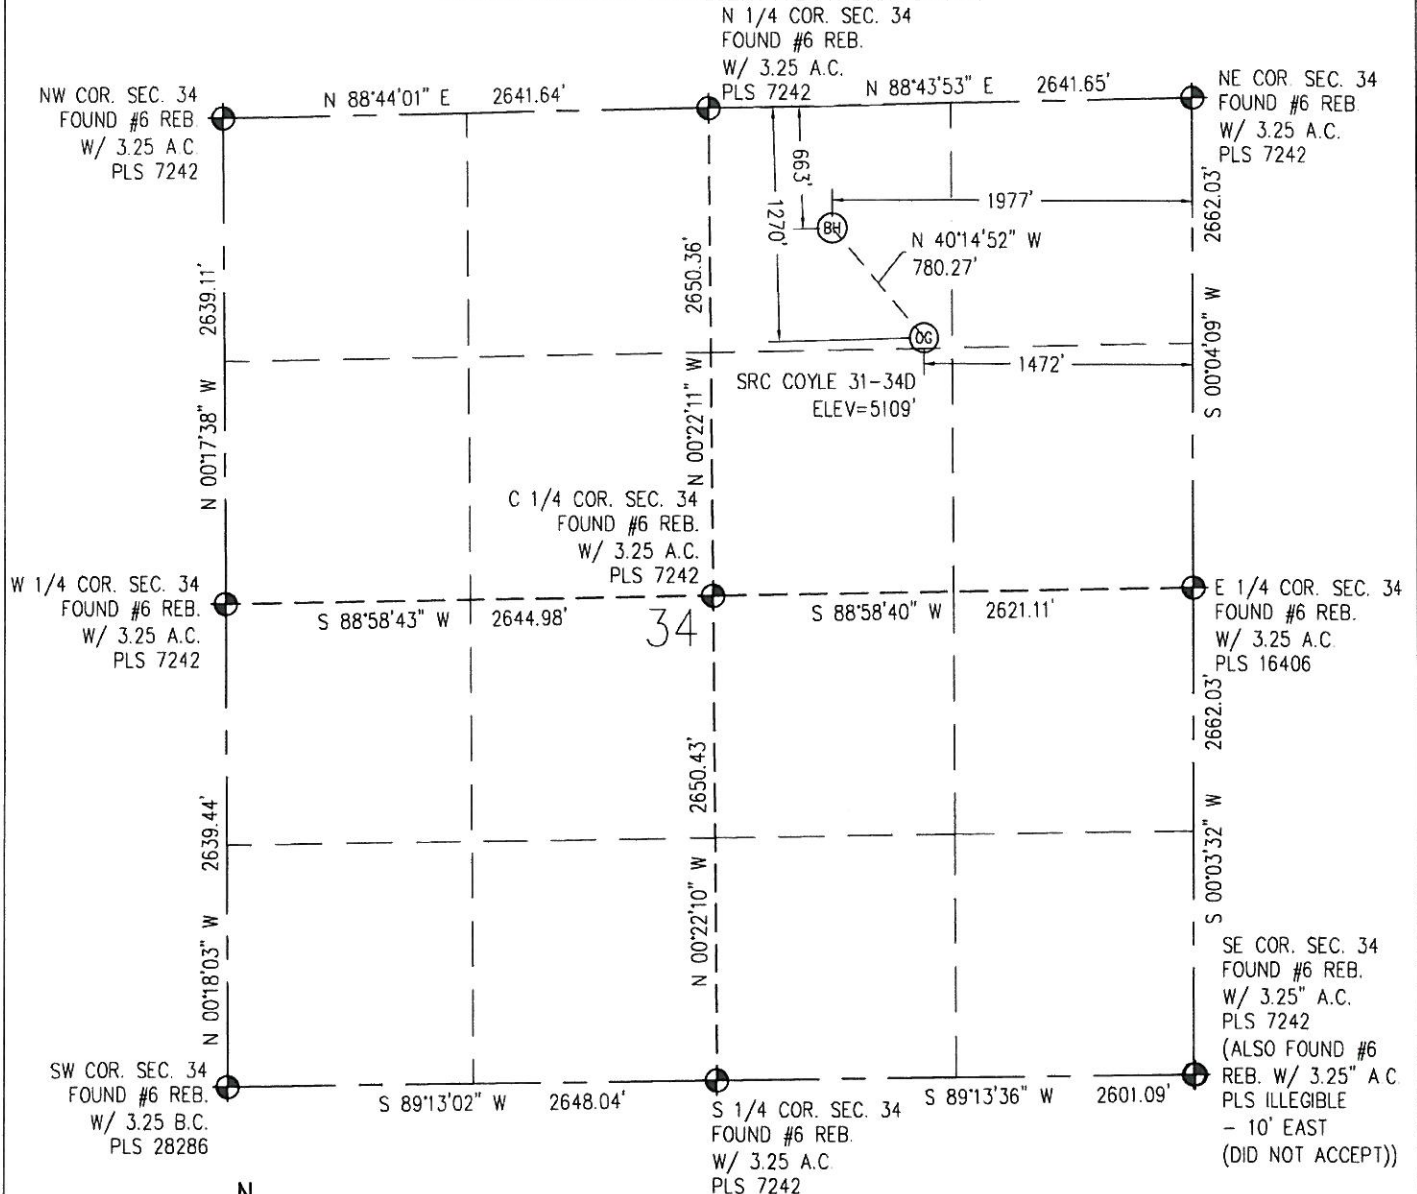 N 1/4 COR. SEC. 34
FOUND #6 REB.
W/ 3.25 A.C.
PLS 7242
NW COR. SEC. 34
FOUND #6 REB.
W/ 3.25 A.C.
PLS 7242
N 88°44'01" E 2641.64'
N 88°43'53" E 2641.65'
NE COR. SEC. 34
FOUND #6 REB.
W/ 3.25 A.C.
PLS 7242
663'
1270'
1977'
BH
N 40°14'52" W
780.27'
OG
1472'
SRC COYLE 31-34D
ELEV=5109'
N 00°17'38" W 2639.11'
N 00°22'11" W 2650.36'
S 00°04'09" W 2662.03'
C 1/4 COR. SEC. 34
FOUND #6 REB.
W/ 3.25 A.C.
PLS 7242
W 1/4 COR. SEC. 34
FOUND #6 REB.
W/ 3.25 A.C.
PLS 7242
S 88°58'43" W 2644.98'
34
S 88°58'40" W 2621.11'
E 1/4 COR. SEC. 34
FOUND #6 REB.
W/ 3.25 A.C.
PLS 16406
N 00°18'03" W 2639.44'
N 00°22'10" W 2650.43'
S 00°03'32" W 2662.03'
SW COR. SEC. 34
FOUND #6 REB.
W/ 3.25 B.C.
PLS 28286
S 89°13'02" W 2648.04'
S 1/4 COR. SEC. 34
FOUND #6 REB.
W/ 3.25 A.C.
PLS 7242
S 89°13'36" W 2601.09'
SE COR. SEC. 34
FOUND #6 REB.
W/ 3.25" A.C.
PLS 7242
(ALSO FOUND #6
REB. W/ 3.25" A.C
PLS ILLEGIBLE
- 10' EAST
(DID NOT ACCEPT))
N